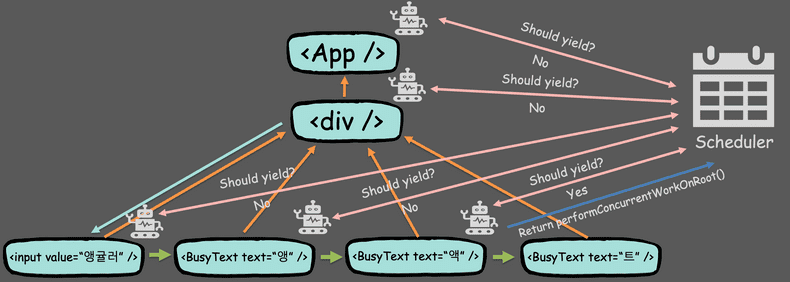 Should yield?
No
<App />
Should yield?
No
<div />
Scheduler
Should yield?
No
Should yield?
No
Should yield?
yes
Return performConcurrentWorkOnRoot()
<input value="앵귤러" />
<BusyText text="앵" />
<BusyText text="액" />
<BusyText text="트" />